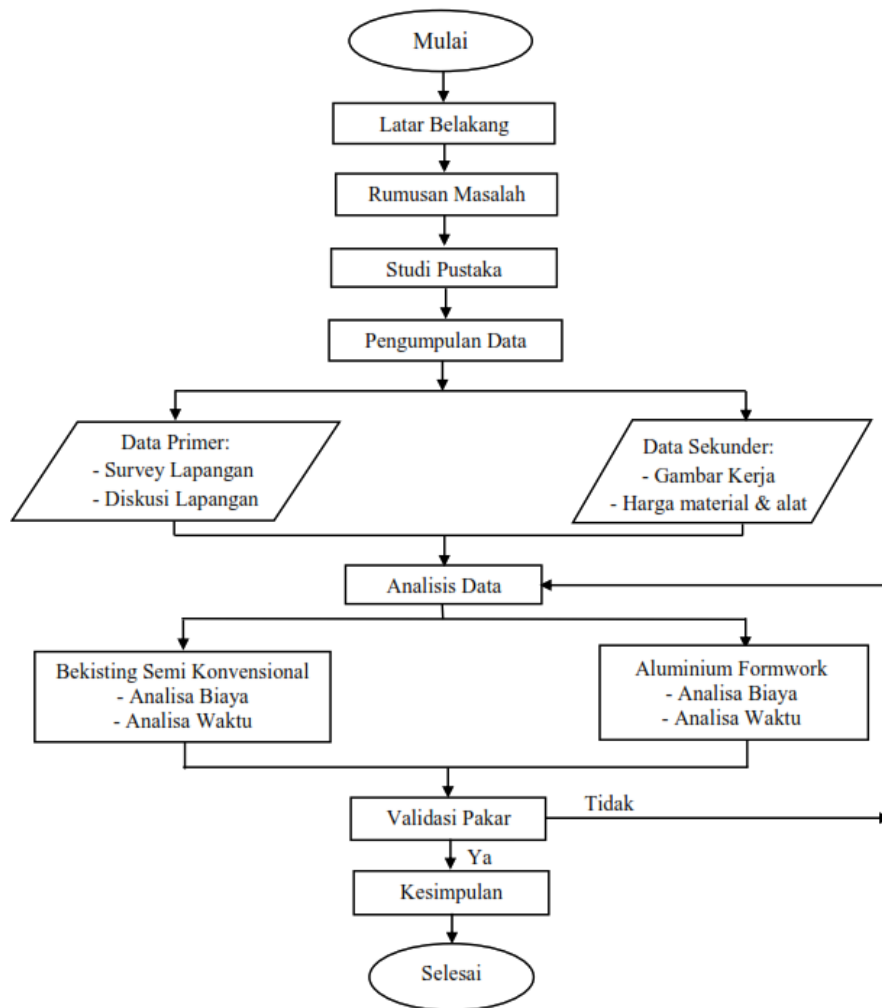 Mulai
Latar Belakang
Rumusan Masalah
Studi Pustaka
Pengumpulan Data
Data Primer:
- Survey Lapangan
- Diskusi Lapangan
Data Sekunder:
- Gambar Kerja
- Harga material & alat
Analisis Data
Bekisting Semi Konvensional
- Analisa Biaya
- Analisa Waktu
Aluminium Formwork
- Analisa Biaya
- Analisa Waktu
Validasi Pakar
Tidak
Ya
Kesimpulan
Selesai